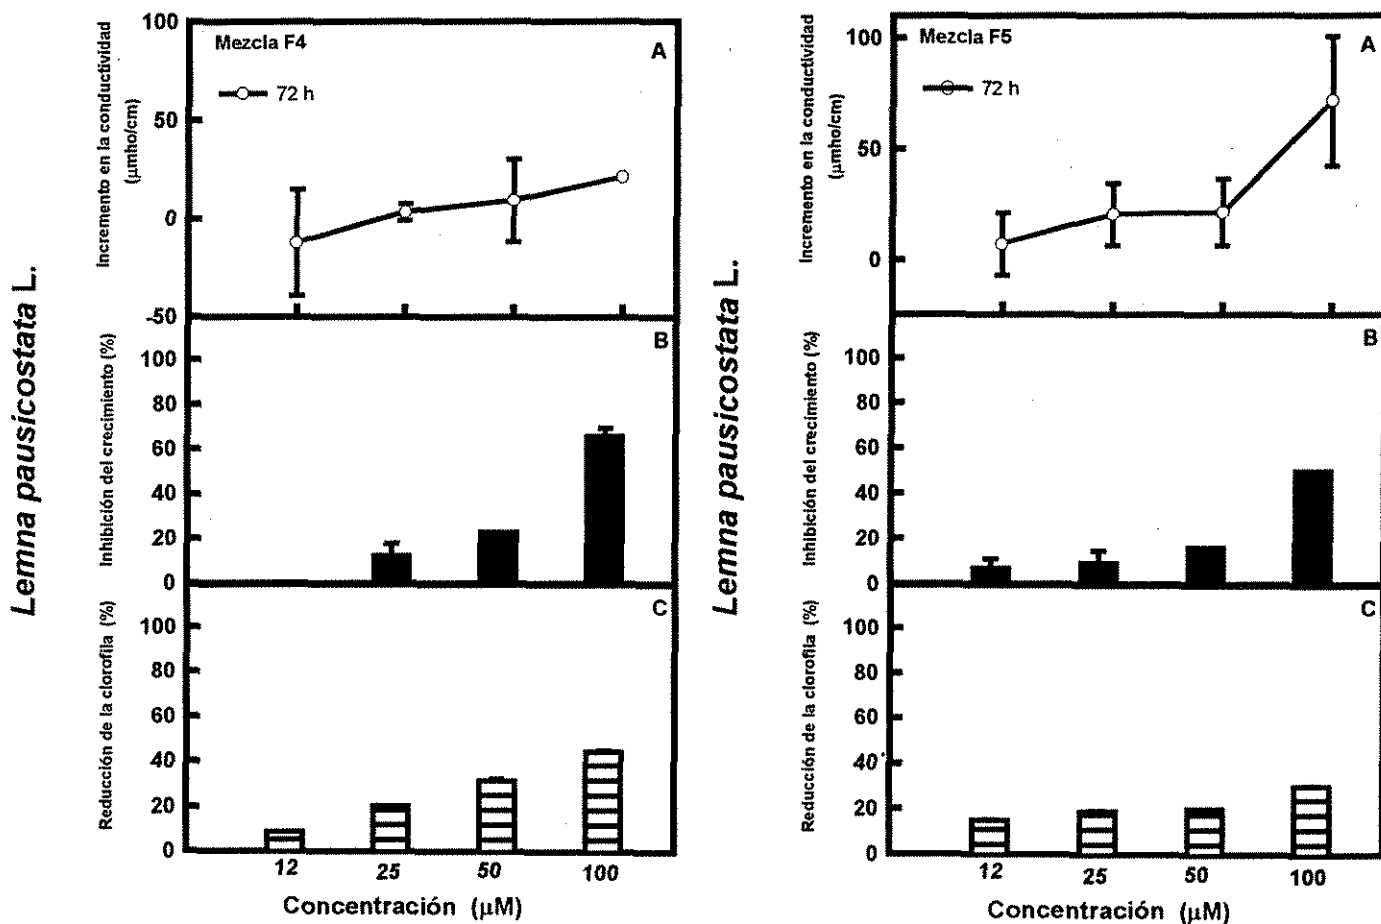 Lemna pausicostata L.
Incremento en la conductividad
(µmho/cm)
100
50
0
-50
Mezcla F4
72 h
A
Inhibición del crecimiento (%)
100
80
60
40
20
0
B
Reducción de la clorofila (%)
100
80
60
40
20
0
C
12
25
50
100
Concentración (µM)
Lemna pausicostata L.
Incremento en la conductividad
(µmho/cm)
100
50
0
Mezcla F5
72 h
A
Inhibición del crecimiento (%)
100
80
60
40
20
0
B
Reducción de la clorofila (%)
100
80
60
40
20
0
C
12
25
50
100
Concentración (µM)